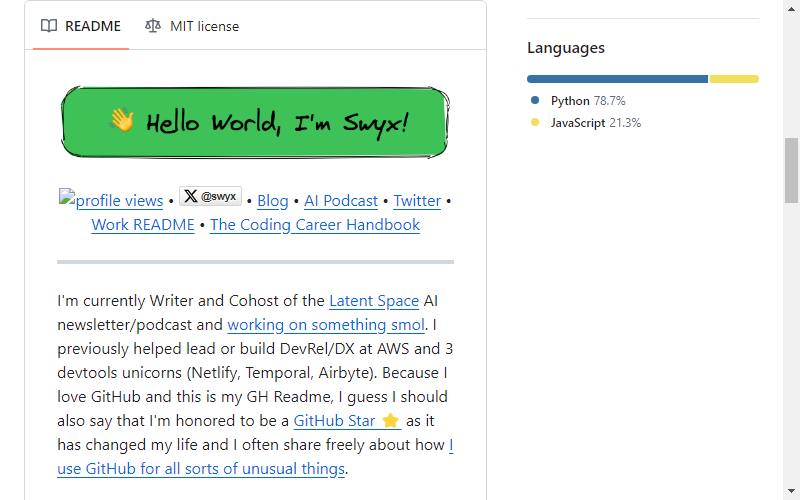 README
MIT license
👋 Hello World, I'm Swyx!
profile views • X @swyx • Blog • AI Podcast • Twitter •
Work README • The Coding Career Handbook
I'm currently Writer and Cohost of the Latent Space AI
newsletter/podcast and working on something smol. I
previously helped lead or build DevRel/DX at AWS and 3
devtools unicorns (Netlify, Temporal, Airbyte). Because I
love GitHub and this is my GH Readme, I guess I should
also say that I'm honored to be a GitHub Star ⭐ as it
has changed my life and I often share freely about how I
use GitHub for all sorts of unusual things.
Languages
Python 78.7%
JavaScript 21.3%